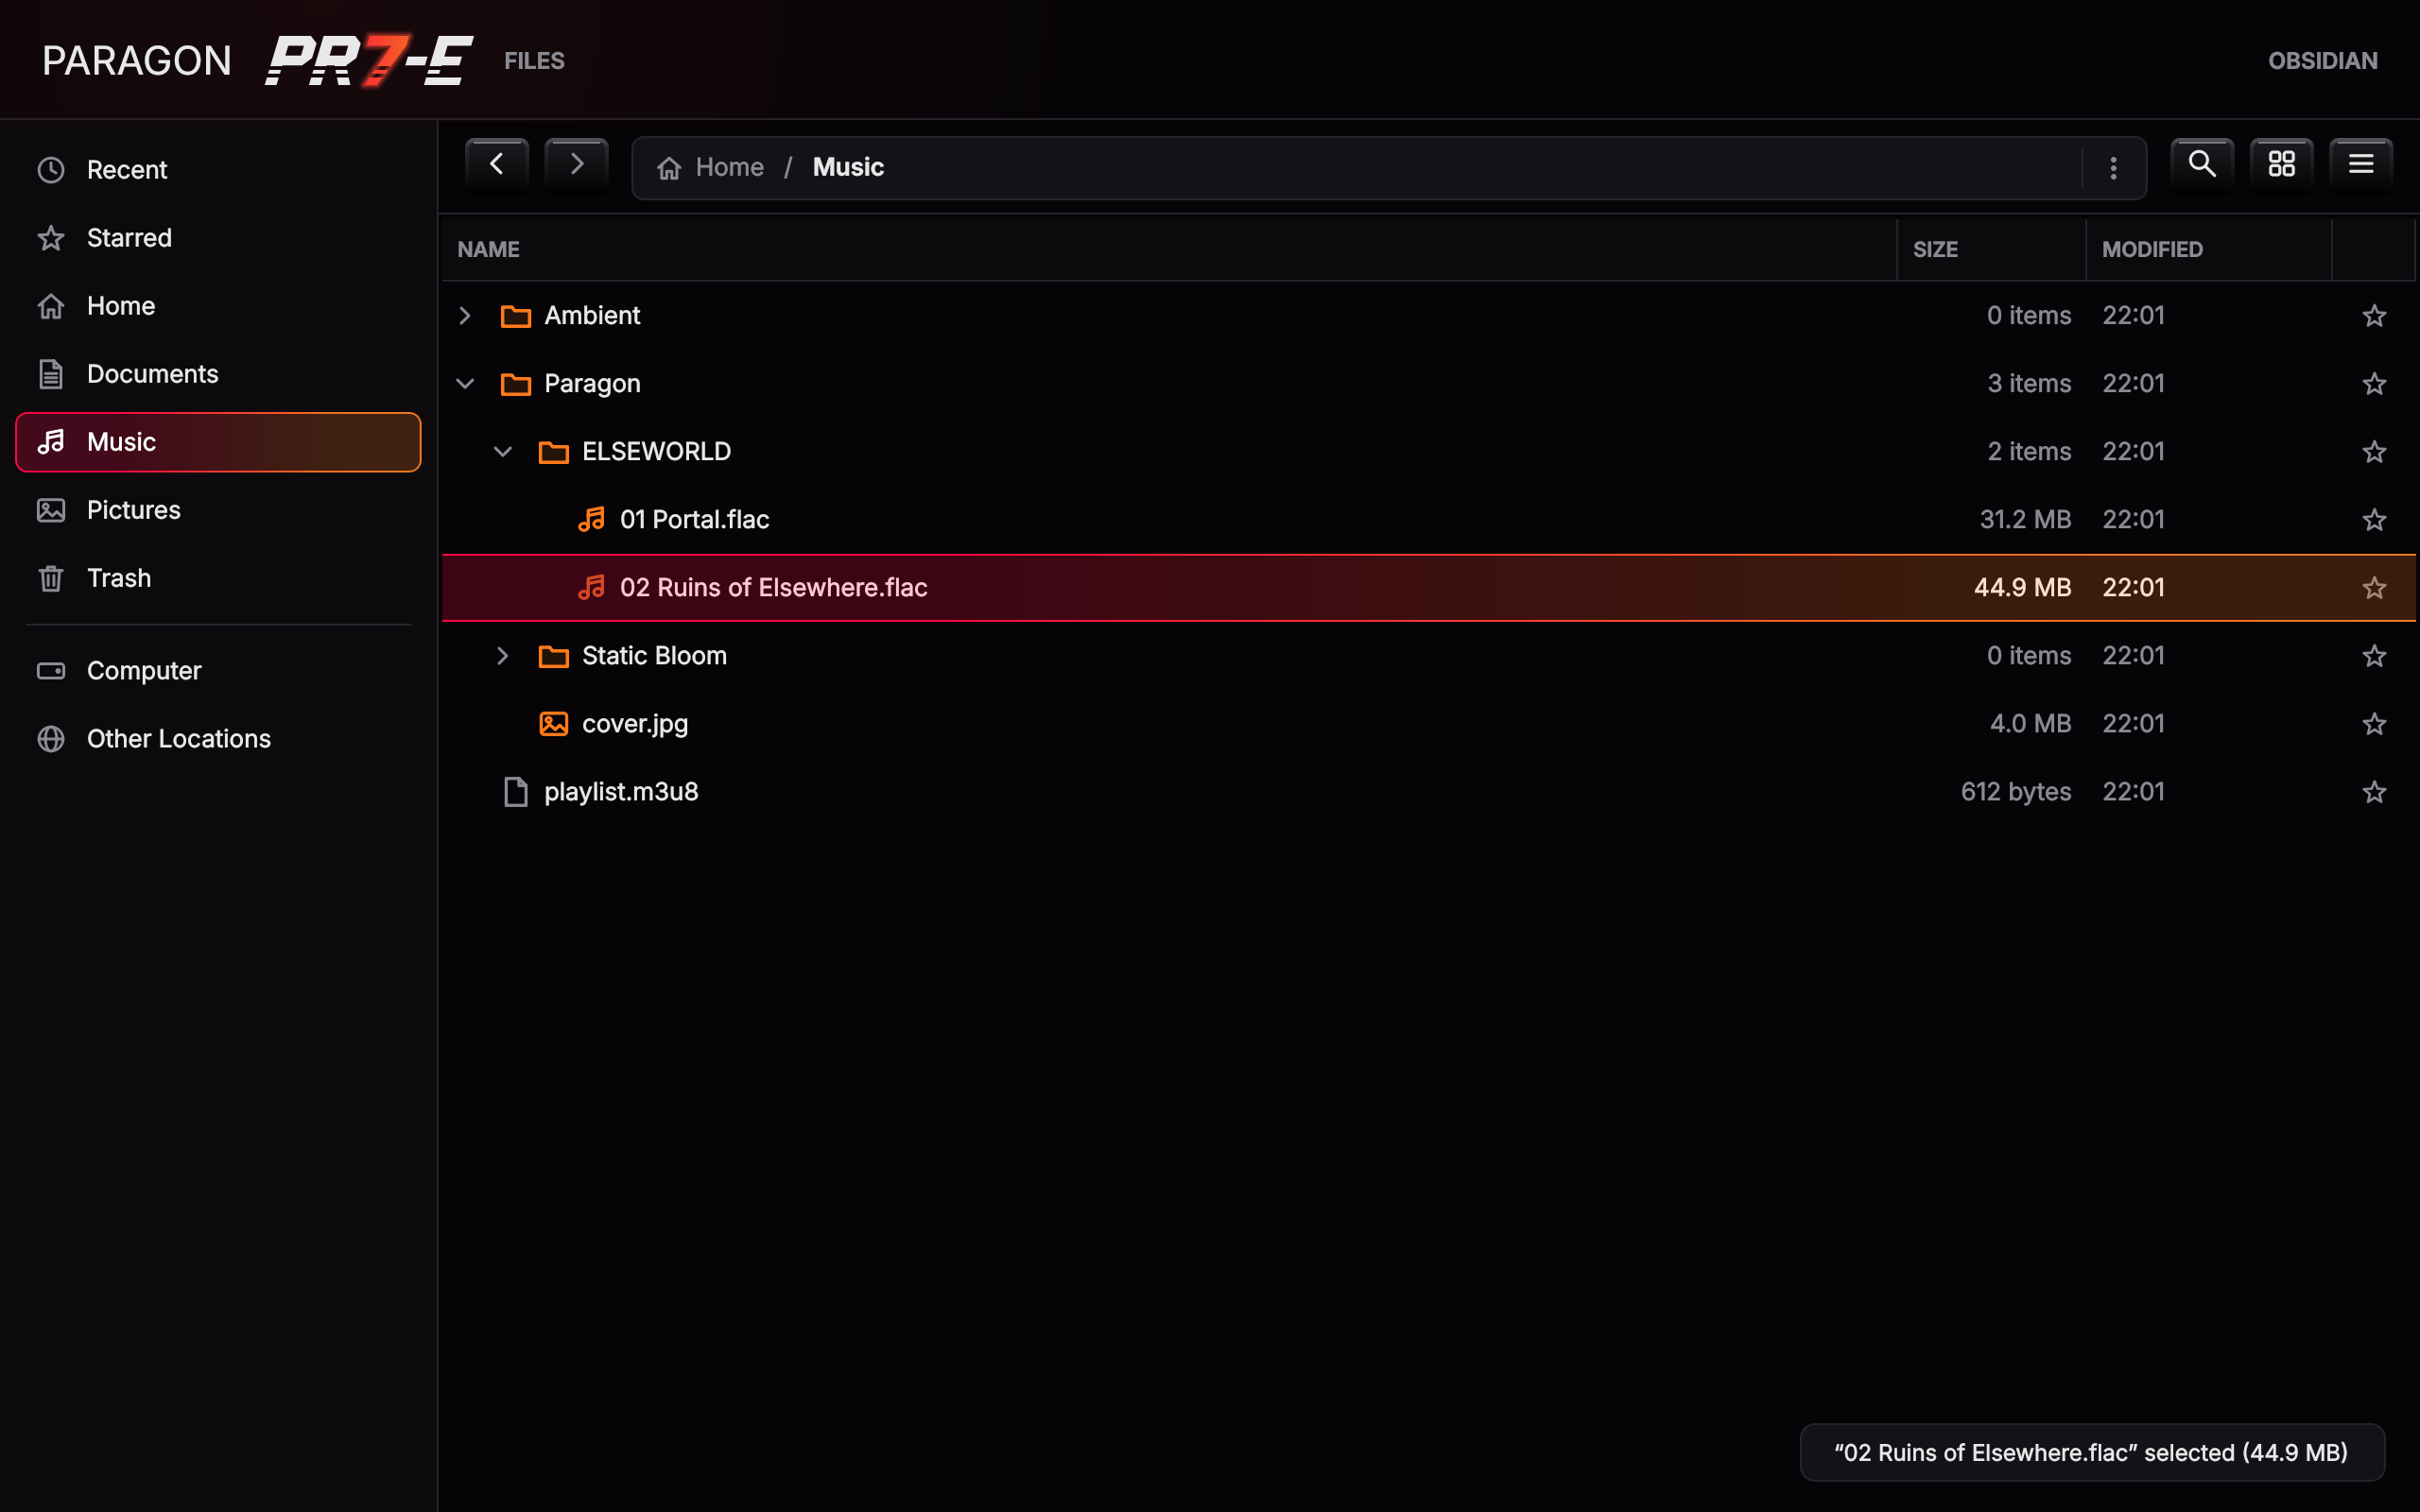 PARAGON PR7-E FILES OBSIDIAN
Recent
Starred
Home
Documents
Music
Pictures
Trash
Computer
Other Locations
Home / Music
NAME SIZE MODIFIED
Ambient 0 items 22:01
Paragon 3 items 22:01
ELSEWORLD 2 items 22:01
01 Portal.flac 31.2 MB 22:01
02 Ruins of Elsewhere.flac 44.9 MB 22:01
Static Bloom 0 items 22:01
cover.jpg 4.0 MB 22:01
playlist.m3u8 612 bytes 22:01
“02 Ruins of Elsewhere.flac” selected (44.9 MB)